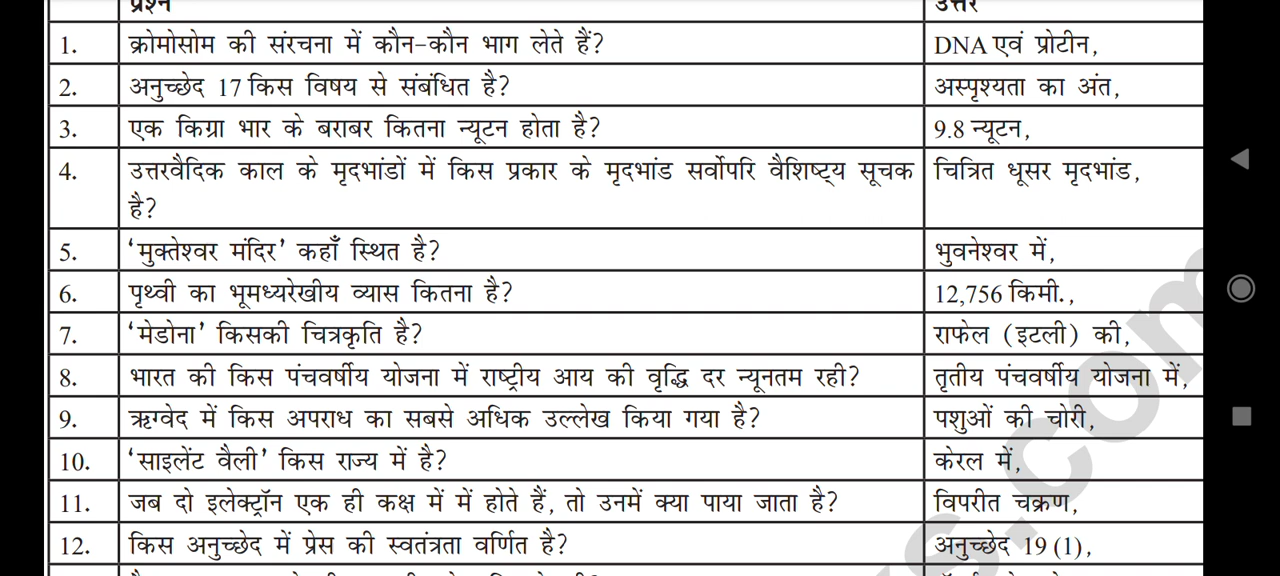 प्रश्न उत्तर
1. क्रोमोसोम की संरचना में कौन-कौन भाग लेते हैं? DNA एवं प्रोटीन,
2. अनुच्छेद 17 किस विषय से संबंधित है? अस्पृश्यता का अंत,
3. एक किग्रा भार के बराबर कितना न्यूटन होता है? 9.8 न्यूटन,
4. उत्तरवैदिक काल के मृदभांडों में किस प्रकार के मृदभांड सर्वोपरि वैशिष्ट्य सूचक चित्रित धूसर मृदभांड,
है?
5. ‘मुक्तेश्वर मंदिर’ कहाँ स्थित है? भुवनेश्वर में,
6. पृथ्वी का भूमध्यरेखीय व्यास कितना है? 12,756 किमी.,
7. ‘मेडोना’ किसकी चित्रकृति है? राफेल (इटली) की,
8. भारत की किस पंचवर्षीय योजना में राष्ट्रीय आय की वृद्धि दर न्यूनतम रही? तृतीय पंचवर्षीय योजना में,
9. ऋग्वेद में किस अपराध का सबसे अधिक उल्लेख किया गया है? पशुओं की चोरी,
10. ‘साइलेंट वैली’ किस राज्य में है? केरल में,
11. जब दो इलेक्ट्रॉन एक ही कक्ष में में होते हैं, तो उनमें क्या पाया जाता है? विपरीत चक्रण,
12. किस अनुच्छेद में प्रेस की स्वतंत्रता वर्णित है? अनुच्छेद 19 (1),
s.com